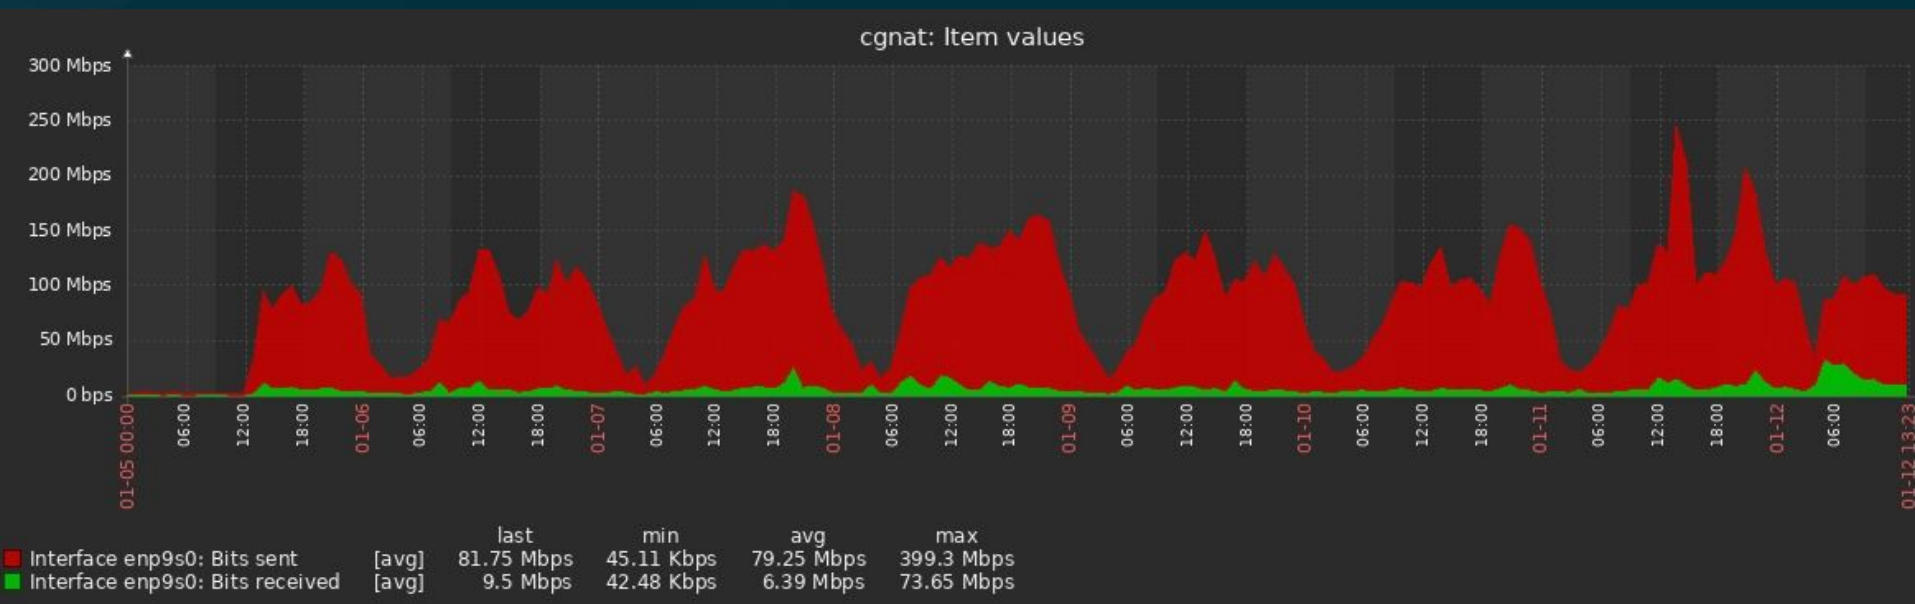 cgnat: Item values
300 Mbps
250 Mbps
200 Mbps
150 Mbps
100 Mbps
50 Mbps
0 bps
01-05 00:00 06:00 12:00 18:00 01-06 06:00 12:00 18:00 01-07 06:00 12:00 18:00 01-08 06:00 12:00 18:00 01-09 06:00 12:00 18:00 01-10 06:00 12:00 18:00 01-11 06:00 12:00 18:00 01-12 06:00 01-12 13:23
last min avg max
Interface enp9s0: Bits sent [avg] 81.75 Mbps 45.11 Kbps 79.25 Mbps 399.3 Mbps
Interface enp9s0: Bits received [avg] 9.5 Mbps 42.48 Kbps 6.39 Mbps 73.65 Mbps